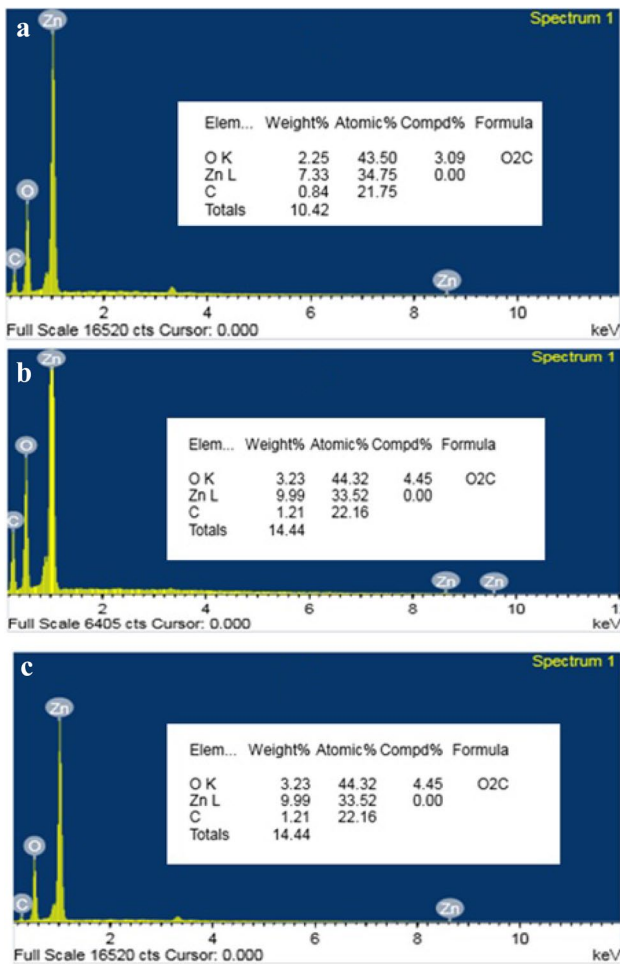 a
Spectrum 1
Zn
O
C
Zn
Elem... Weight% Atomic% Compd% Formula
O K 2.25 43.50 3.09 O2C
Zn L 7.33 34.75 0.00
C 0.84 21.75
Totals 10.42
2 4 6 8 10
Full Scale 16520 cts Cursor: 0.000 keV
b
Spectrum 1
Zn
O
C
Zn Zn
Elem... Weight% Atomic% Compd% Formula
O K 3.23 44.32 4.45 O2C
Zn L 9.99 33.52 0.00
C 1.21 22.16
Totals 14.44
2 4 6 8 10
Full Scale 6405 cts Cursor: 0.000 keV
c
Spectrum 1
Zn
O
C
Zn
Elem... Weight% Atomic% Compd% Formula
O K 3.23 44.32 4.45 O2C
Zn L 9.99 33.52 0.00
C 1.21 22.16
Totals 14.44
2 4 6 8 10
Full Scale 16520 cts Cursor: 0.000 keV